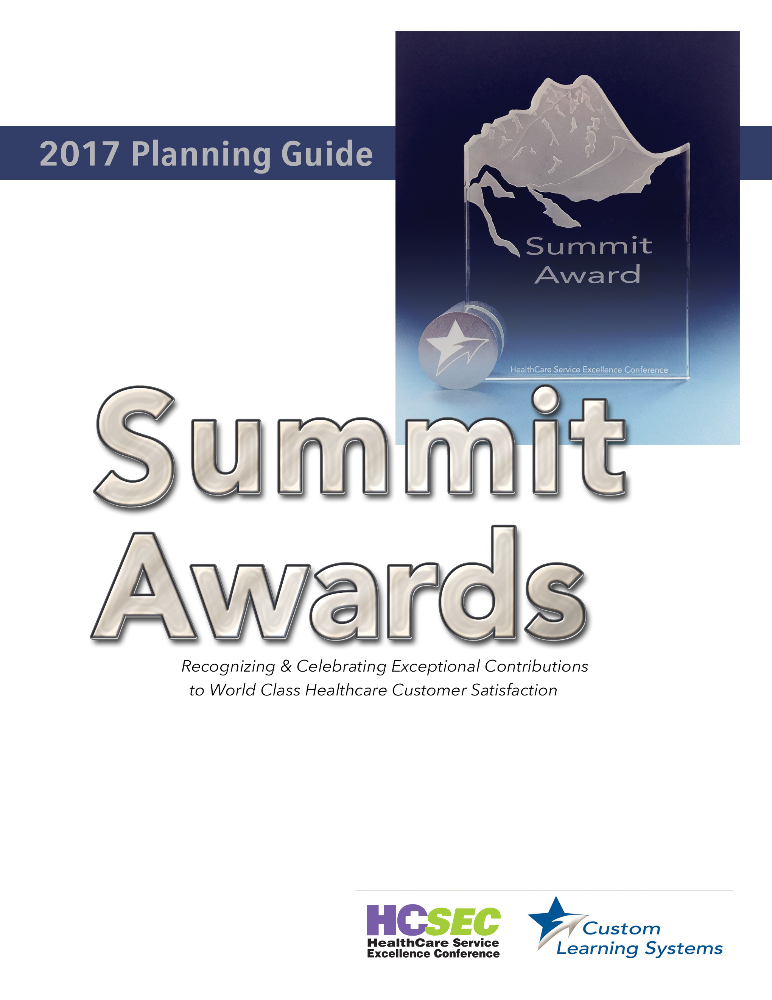 2017 Planning Guide
Summit
Award
HealthCare Service Excellence Conference
Summit
Awards
Recognizing & Celebrating Exceptional Contributions
to World Class Healthcare Customer Satisfaction
HCSEC
HealthCare Service
Excellence Conference
Custom
Learning Systems